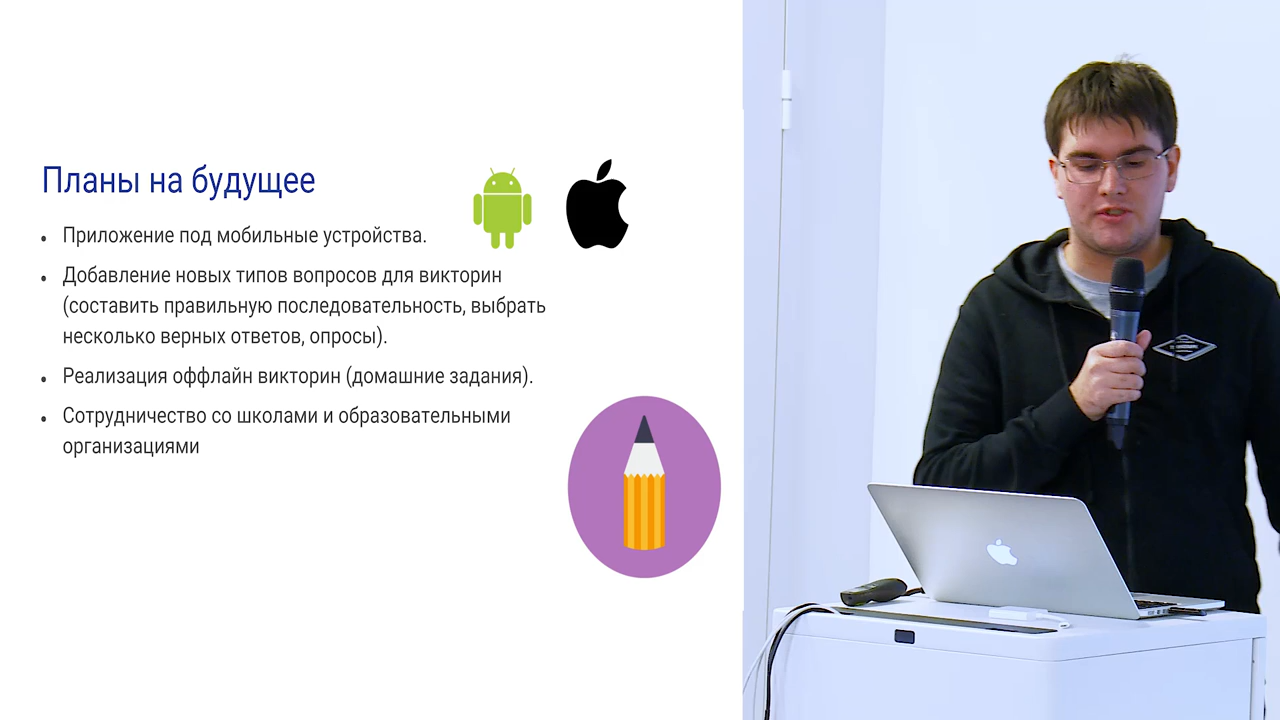 Планы на будущее
Приложение под мобильные устройства.
Добавление новых типов вопросов для викторин
(составить правильную последовательность, выбрать
несколько верных ответов, опросы).
Реализация оффлайн викторин (домашние задания).
Сотрудничество со школами и образовательными
организациями